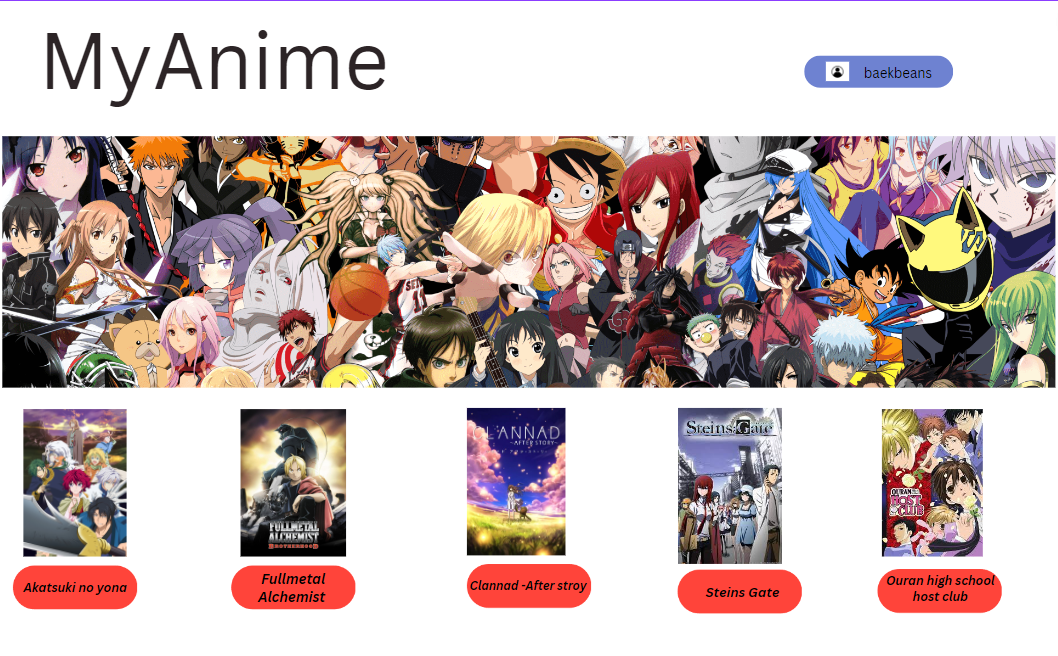 MyAnime
baekbeans
CLANNAD
~AFTER STORY~
Steins;Gate
FULLMETAL
ALCHEMIST
BROTHERHOOD
OURAN HIGH SCHOOL
HOST
CLUB
Akatsuki no yona
Fullmetal
Alchemist
Clannad -After stroy
Steins Gate
Ouran high school
host club